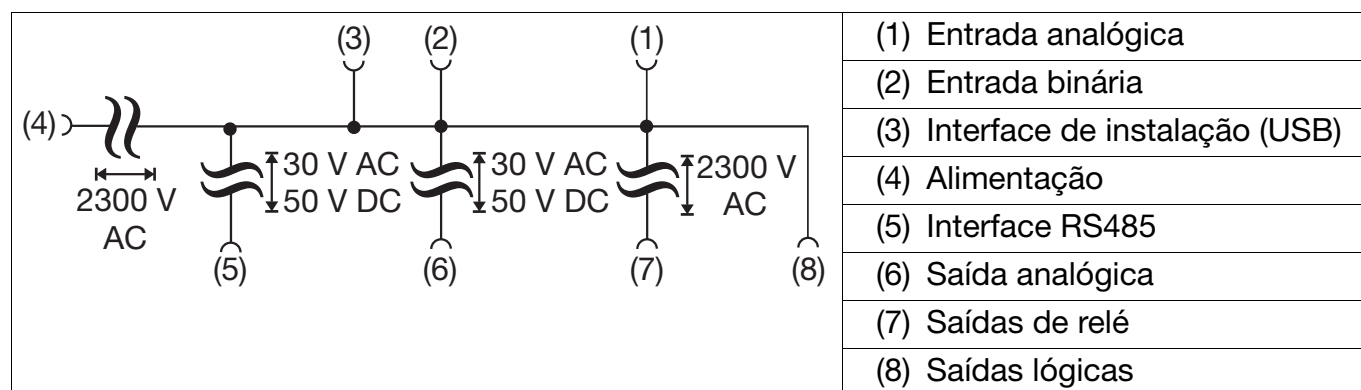 (3) (2) (1)
(4)
30 V AC 30 V AC 2300 V
50 V DC 50 V DC AC
2300 V
AC
(5) (6) (7) (8)
(1) Entrada analógica
(2) Entrada binária
(3) Interface de instalação (USB)
(4) Alimentação
(5) Interface RS485
(6) Saída analógica
(7) Saídas de relé
(8) Saídas lógicas